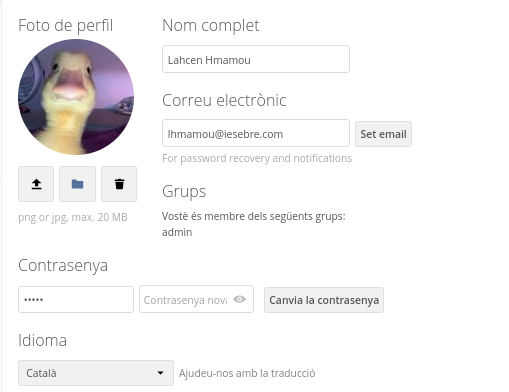 Foto de perfil
Nom complet
Lahcen Hmamou
Correu electrònic
lhmamou@iesebre.com
Set email
For password recovery and notifications
png or jpg, max. 20 MB
Grups
Vostè és membre dels següents grups:
admin
Contrasenya
•••••
Contrasenya nova
Canvia la contrasenya
Idioma
Català
Ajudeu-nos amb la traducció